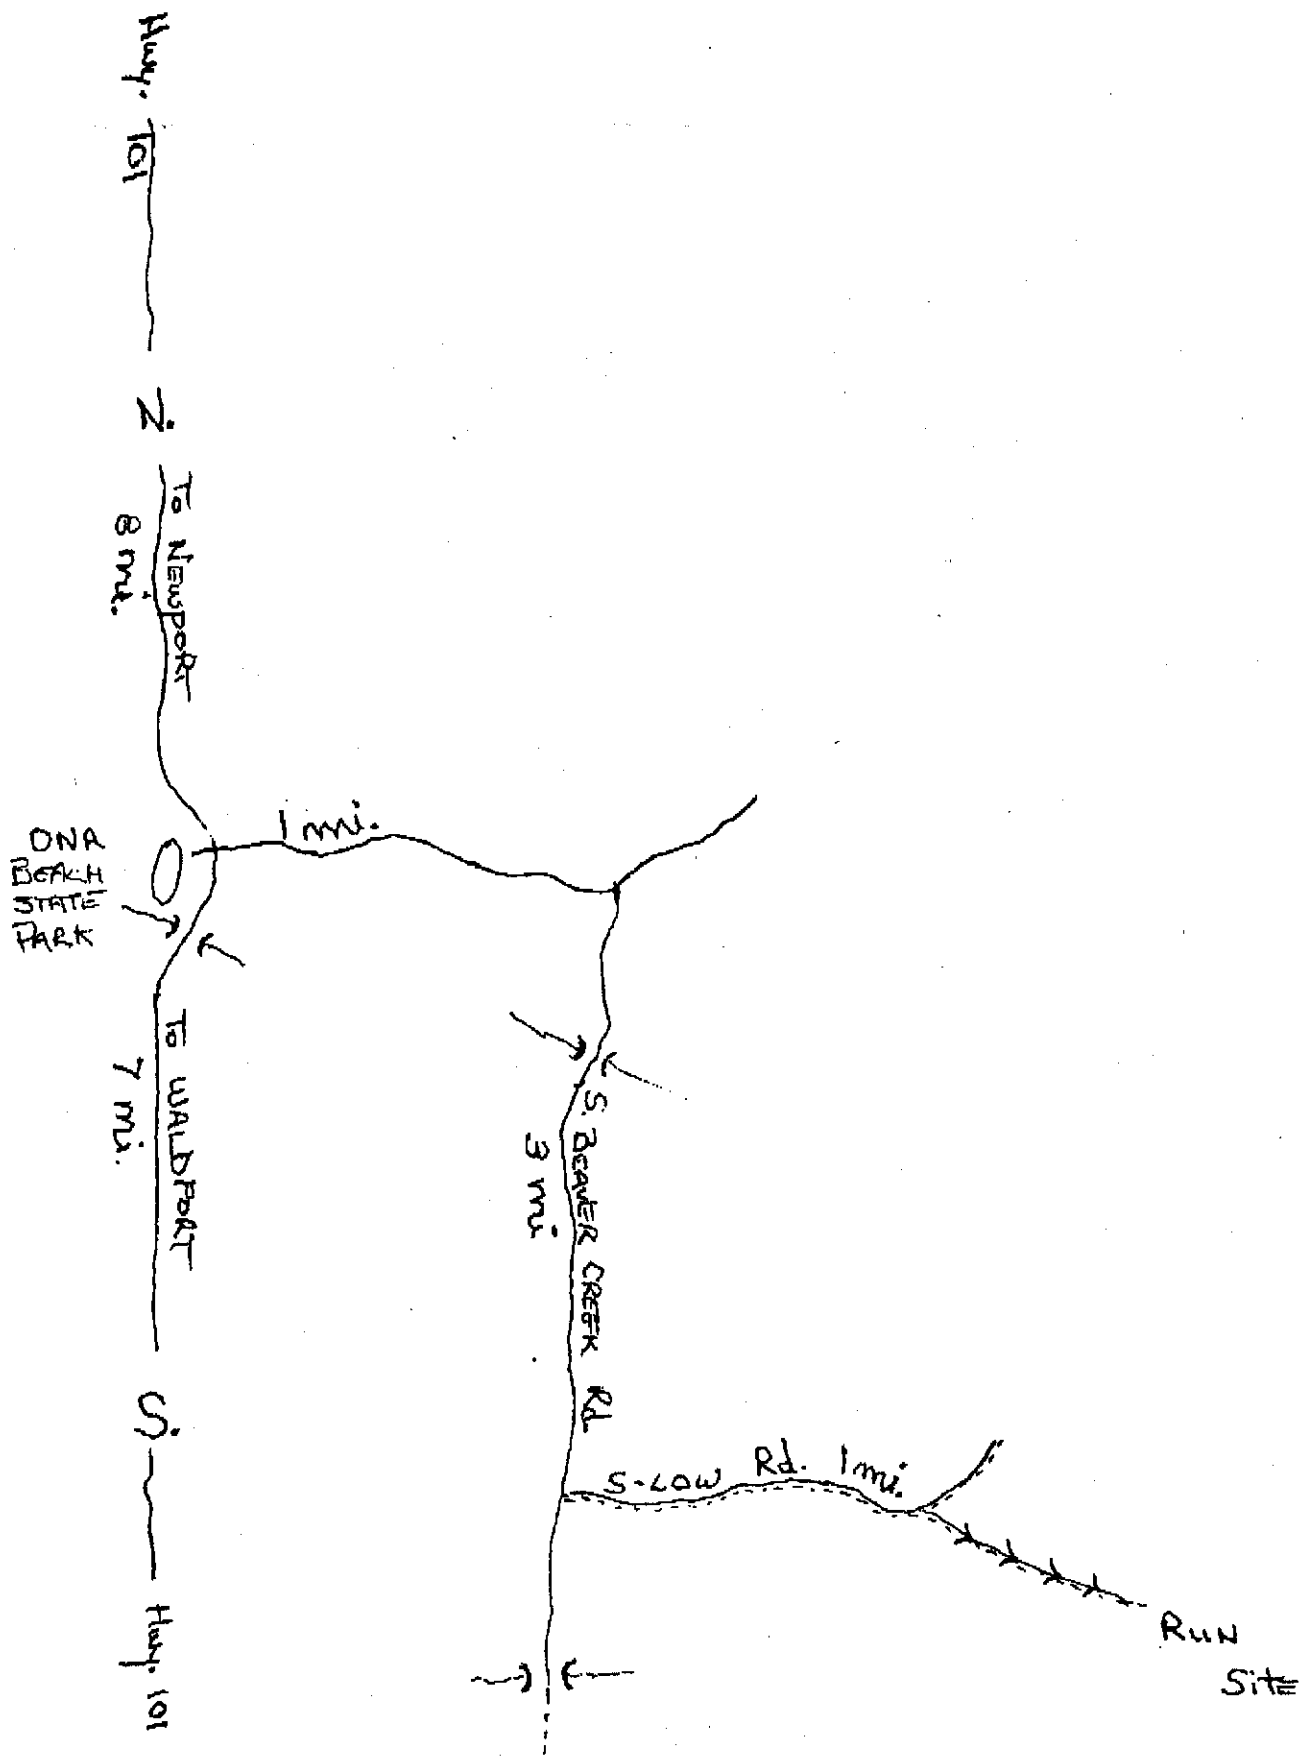 Hwy. 101
N.
To NEWPORT
8 mi.
1 mi.
ONA
BEACH
STATE
PARK
To WALDPORT
7 mi.
S. BEAVER CREEK Rd
3 mi
S-LOW Rd. 1 mi.
RUN
SitE
S.
Hwy. 101